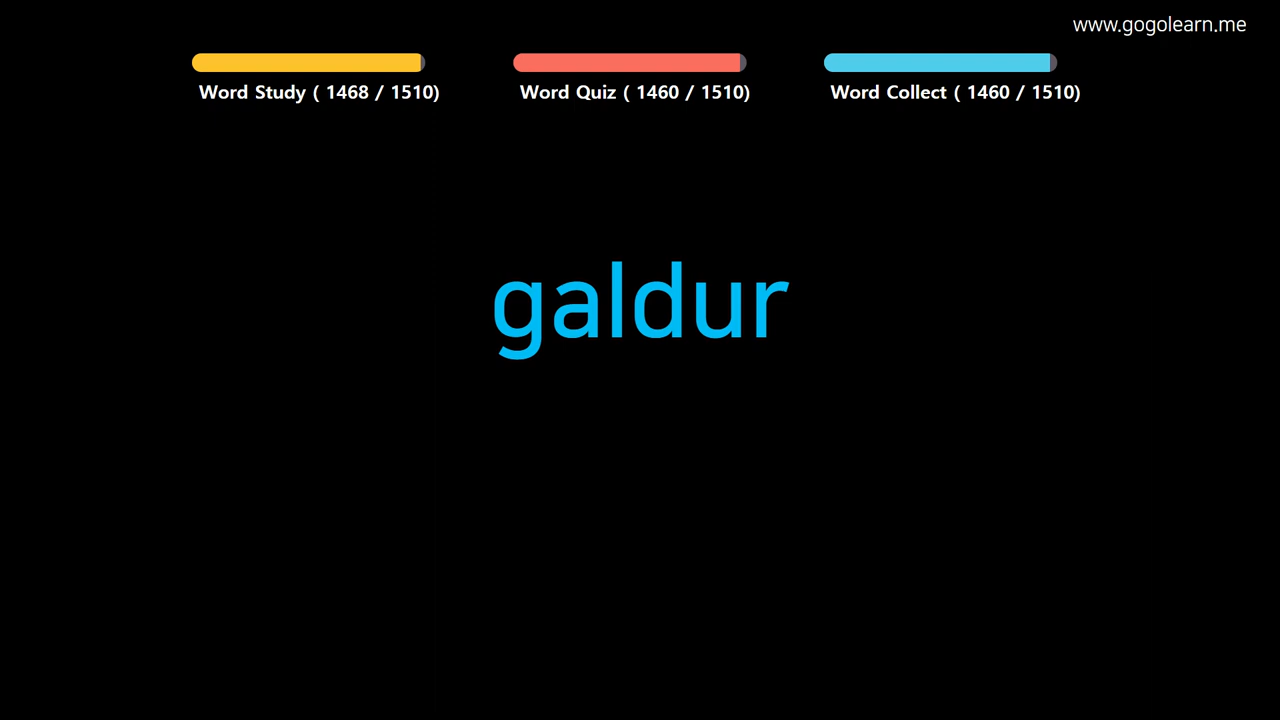 www.gogolearn.me
Word Study ( 1468 / 1510)
Word Quiz ( 1460 / 1510)
Word Collect ( 1460 / 1510)
galdur